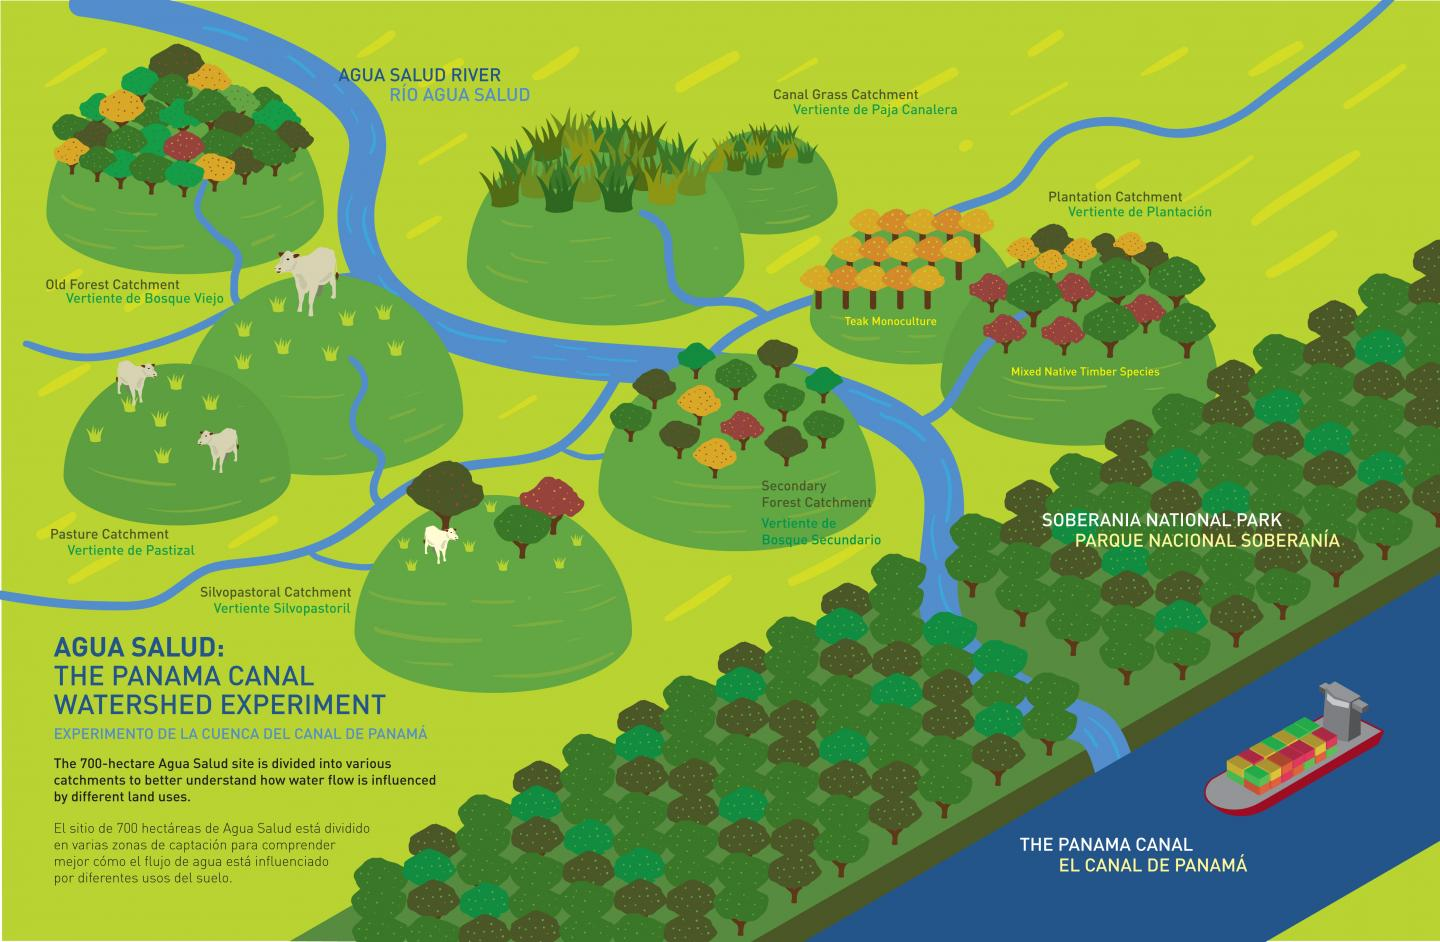 AGUA SALUD RIVER
RÍO AGUA SALUD
Canal Grass Catchment
Vertiente de Paja Canalera
Plantation Catchment
Vertiente de Plantación
Old Forest Catchment
Vertiente de Bosque Viejo
Teak Monoculture
Mixed Native Timber Species
Secondary
Forest Catchment
Vertiente de
Bosque Secundario
SOBERANIA NATIONAL PARK
PARQUE NACIONAL SOBERANÍA
Pasture Catchment
Vertiente de Pastizal
Silvopastoral Catchment
Vertiente Silvopastoril
AGUA SALUD:
THE PANAMA CANAL
WATERSHED EXPERIMENT
EXPERIMENTO DE LA CUENCA DEL CANAL DE PANAMÁ
The 700-hectare Agua Salud site is divided into various
catchments to better understand how water flow is influenced
by different land uses.
El sitio de 700 hectáreas de Agua Salud está dividido
en varias zonas de captación para comprender
mejor cómo el flujo de agua está influenciado
por diferentes usos del suelo.
THE PANAMA CANAL
EL CANAL DE PANAMÁ